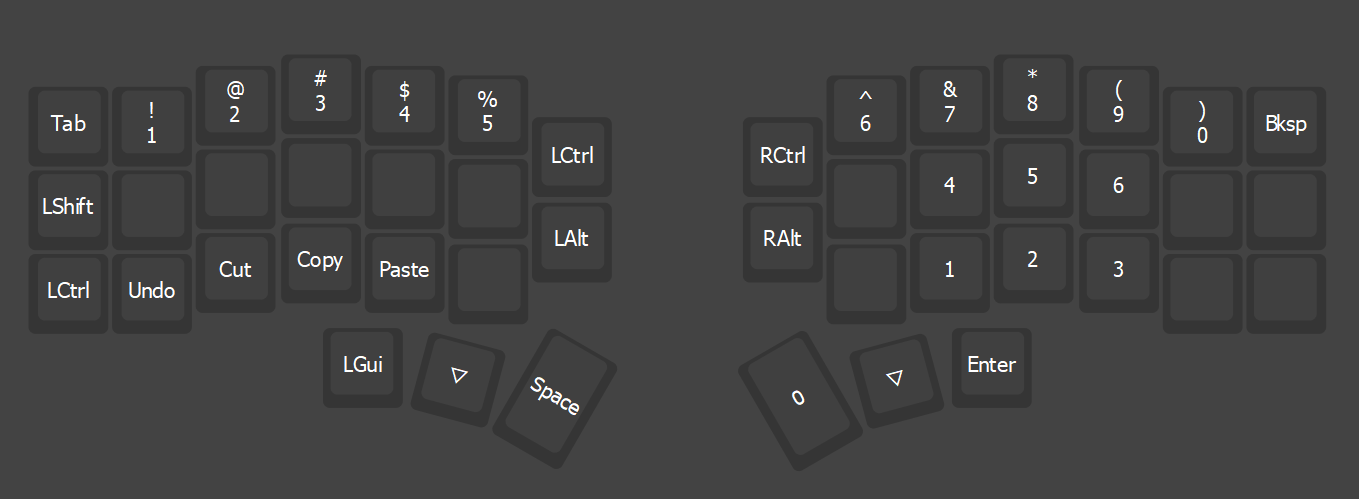 Tab
!
1
@
2
#
3
$
4
%
5
LCtrl
LShift
LAlt
LCtrl
Undo
Cut
Copy
Paste
LGui
▽
Space
RCtrl
^
6
&
7
*
8
(
9
)
0
Bksp
RAlt
4
5
6
1
2
3
0
▽
Enter